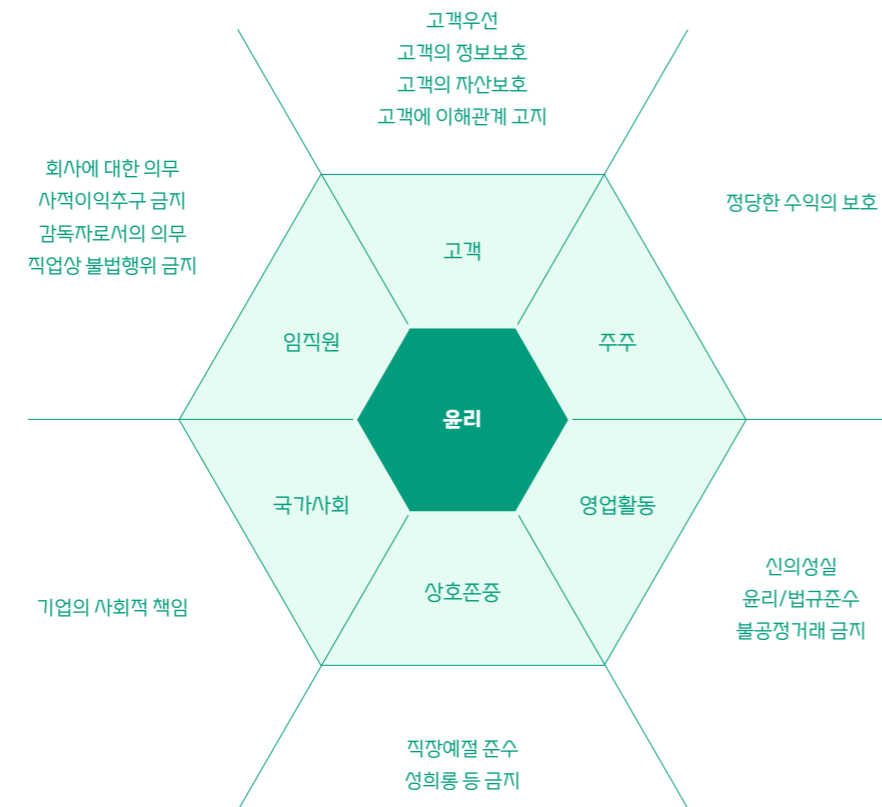 고객우선
고객의 정보보호
고객의 자산보호
고객에 이해관계 고지
회사에 대한 의무
사적이익추구 금지
감독자로서의 의무
직업상 불법행위 금지
정당한 수익의 보호
고객
임직원
주주
윤리
국가사회
영업활동
상호존중
기업의 사회적 책임
신의성실
윤리/법규준수
불공정거래 금지
직장예절 준수
성희롱 등 금지